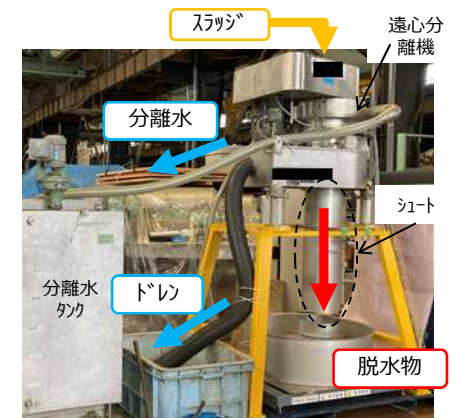 ｽﾗｯｼﾞ
遠心分
離機
分離水
ｼｭｰﾄ
分離水
ﾀﾝｸ
ﾄﾞﾚﾝ
脱水物